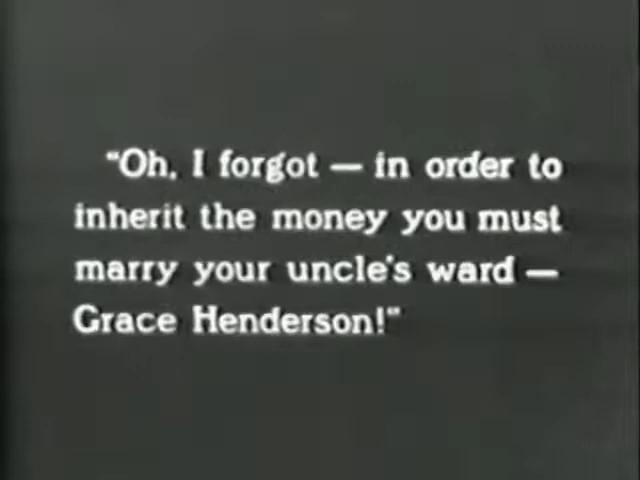 "Oh, I forgot — in order to
inherit the money you must
marry your uncle's ward —
Grace Henderson!"